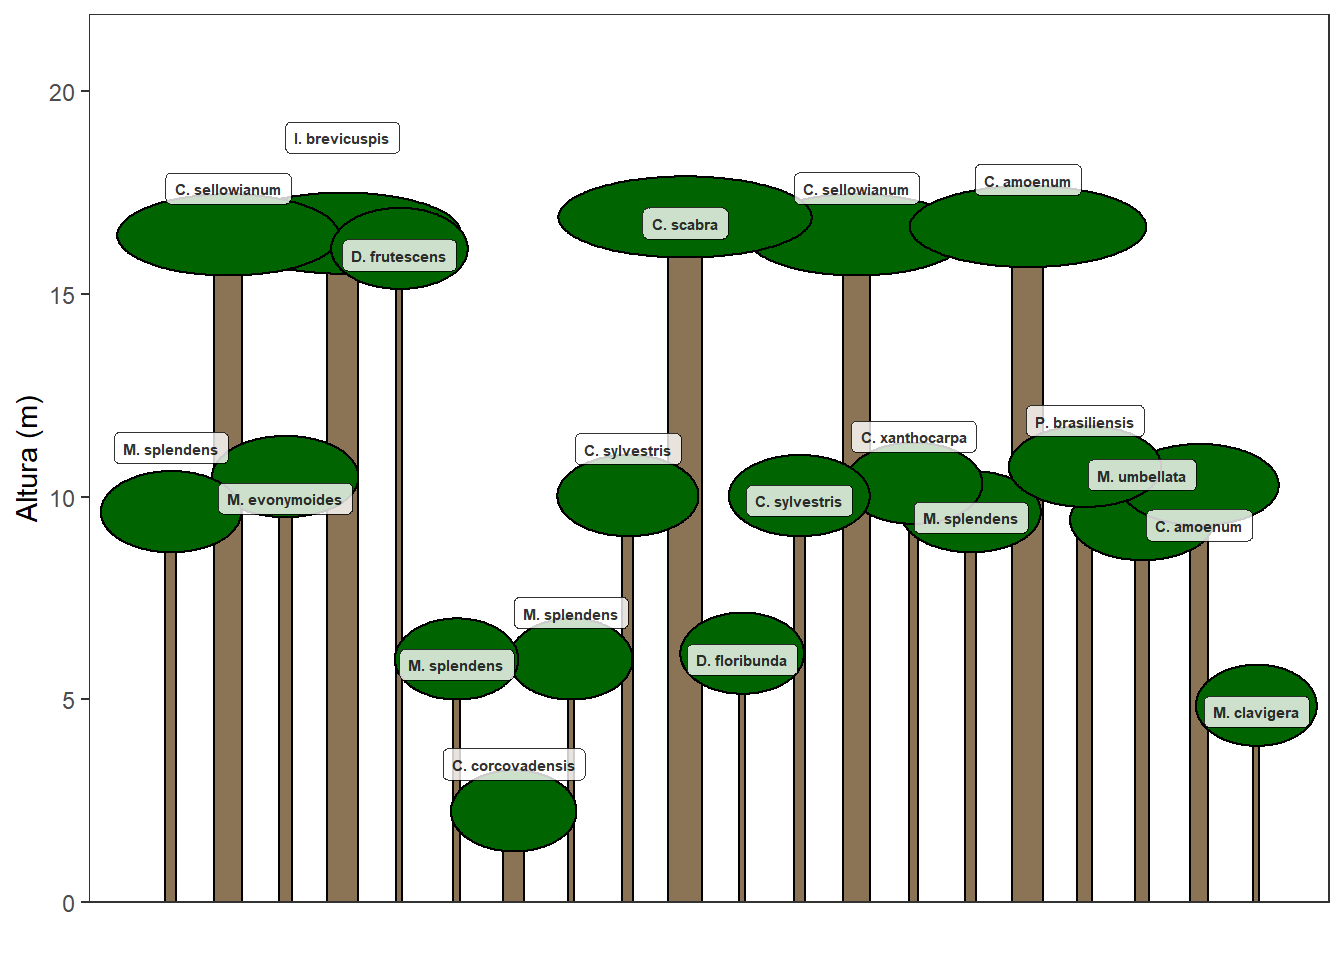 Altura (m)
20
15
10
5
0
I. brevicuspis
C. sellowianum
C. sellowianum
C. amoenum
C. scabra
D. frutescens
P. brasiliensis
C. xanthocarpa
M. splendens
C. sylvestris
M. umbellata
M. evonymoides
C. sylvestris
M. splendens
C. amoenum
M. splendens
M. splendens
D. floribunda
M. clavigera
C. corcovadensis